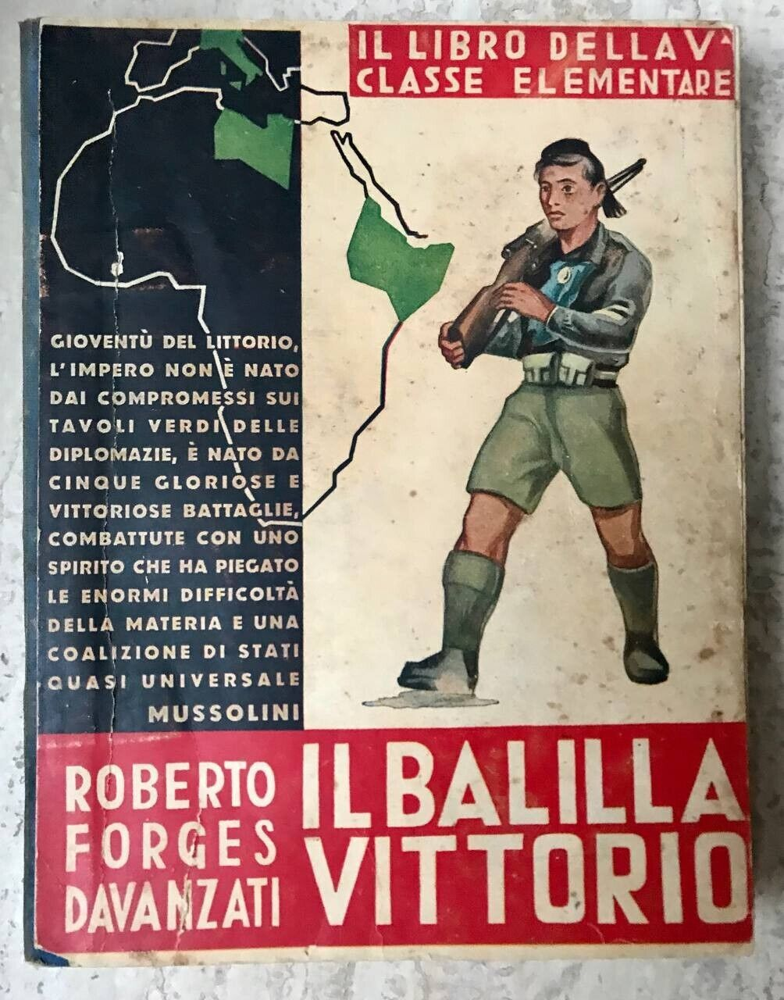 IL LIBRO DELLA VA
CLASSE ELEMENTARE
GIOVENTÙ DEL LITTORIO,
L'IMPERO NON È NATO
DAI COMPROMESSI SUI
TAVOLI VERDI DELLE
DIPLOMAZIE, È NATO DA
CINQUE GLORIOSE E
VITTORIOSE BATTAGLIE,
COMBATTUTE CON UNO
SPIRITO CHE HA PIEGATO
LE ENORMI DIFFICOLTÀ
DELLA MATERIA E UNA
COALIZIONE DI STATI
QUASI UNIVERSALE
MUSSOLINI
ROBERTO
FORGES
DAVANZATI
IL BALILLA
VITTORIO